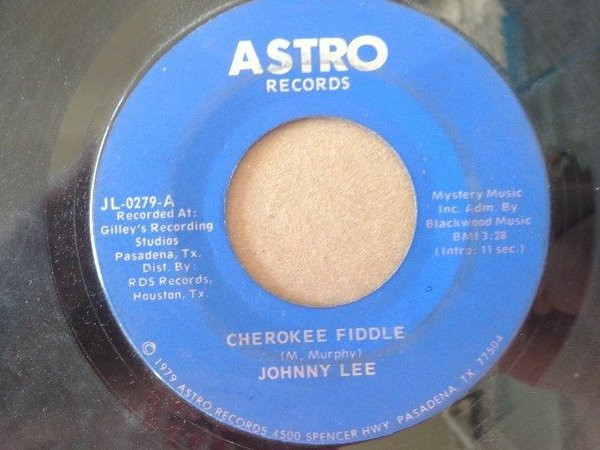 ASTRO
RECORDS
JL-0279-A
Recorded At:
Gilley's Recording
Studios
Pasadena, Tx.
Dist. By:
RDS Records,
Houston, Tx.
Mystery Music
Inc. Adm. By
Blackwood Music
BMI 3:28
(Intro: 11 sec.)
CHEROKEE FIDDLE
(M. Murphy)
JOHNNY LEE
© 1979 ASTRO RECORDS 4500 SPENCER HWY. PASADENA, TX. 77504